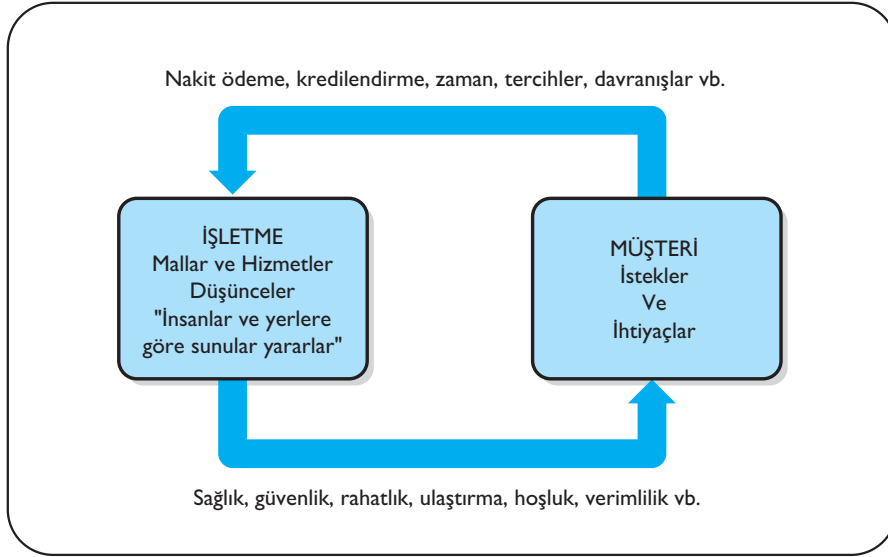 Nakit ödeme, kredilendirme, zaman, tercihler, davranışlar vb.
İŞLETME
Mallar ve Hizmetler
Düşünceler
"İnsanlar ve yerlere
göre sunular yararlar"
MÜŞTERİ
İstekler
Ve
İhtiyaçlar
Sağlık, güvenlik, rahatlık, ulaştırma, hoşluk, verimlilik vb.